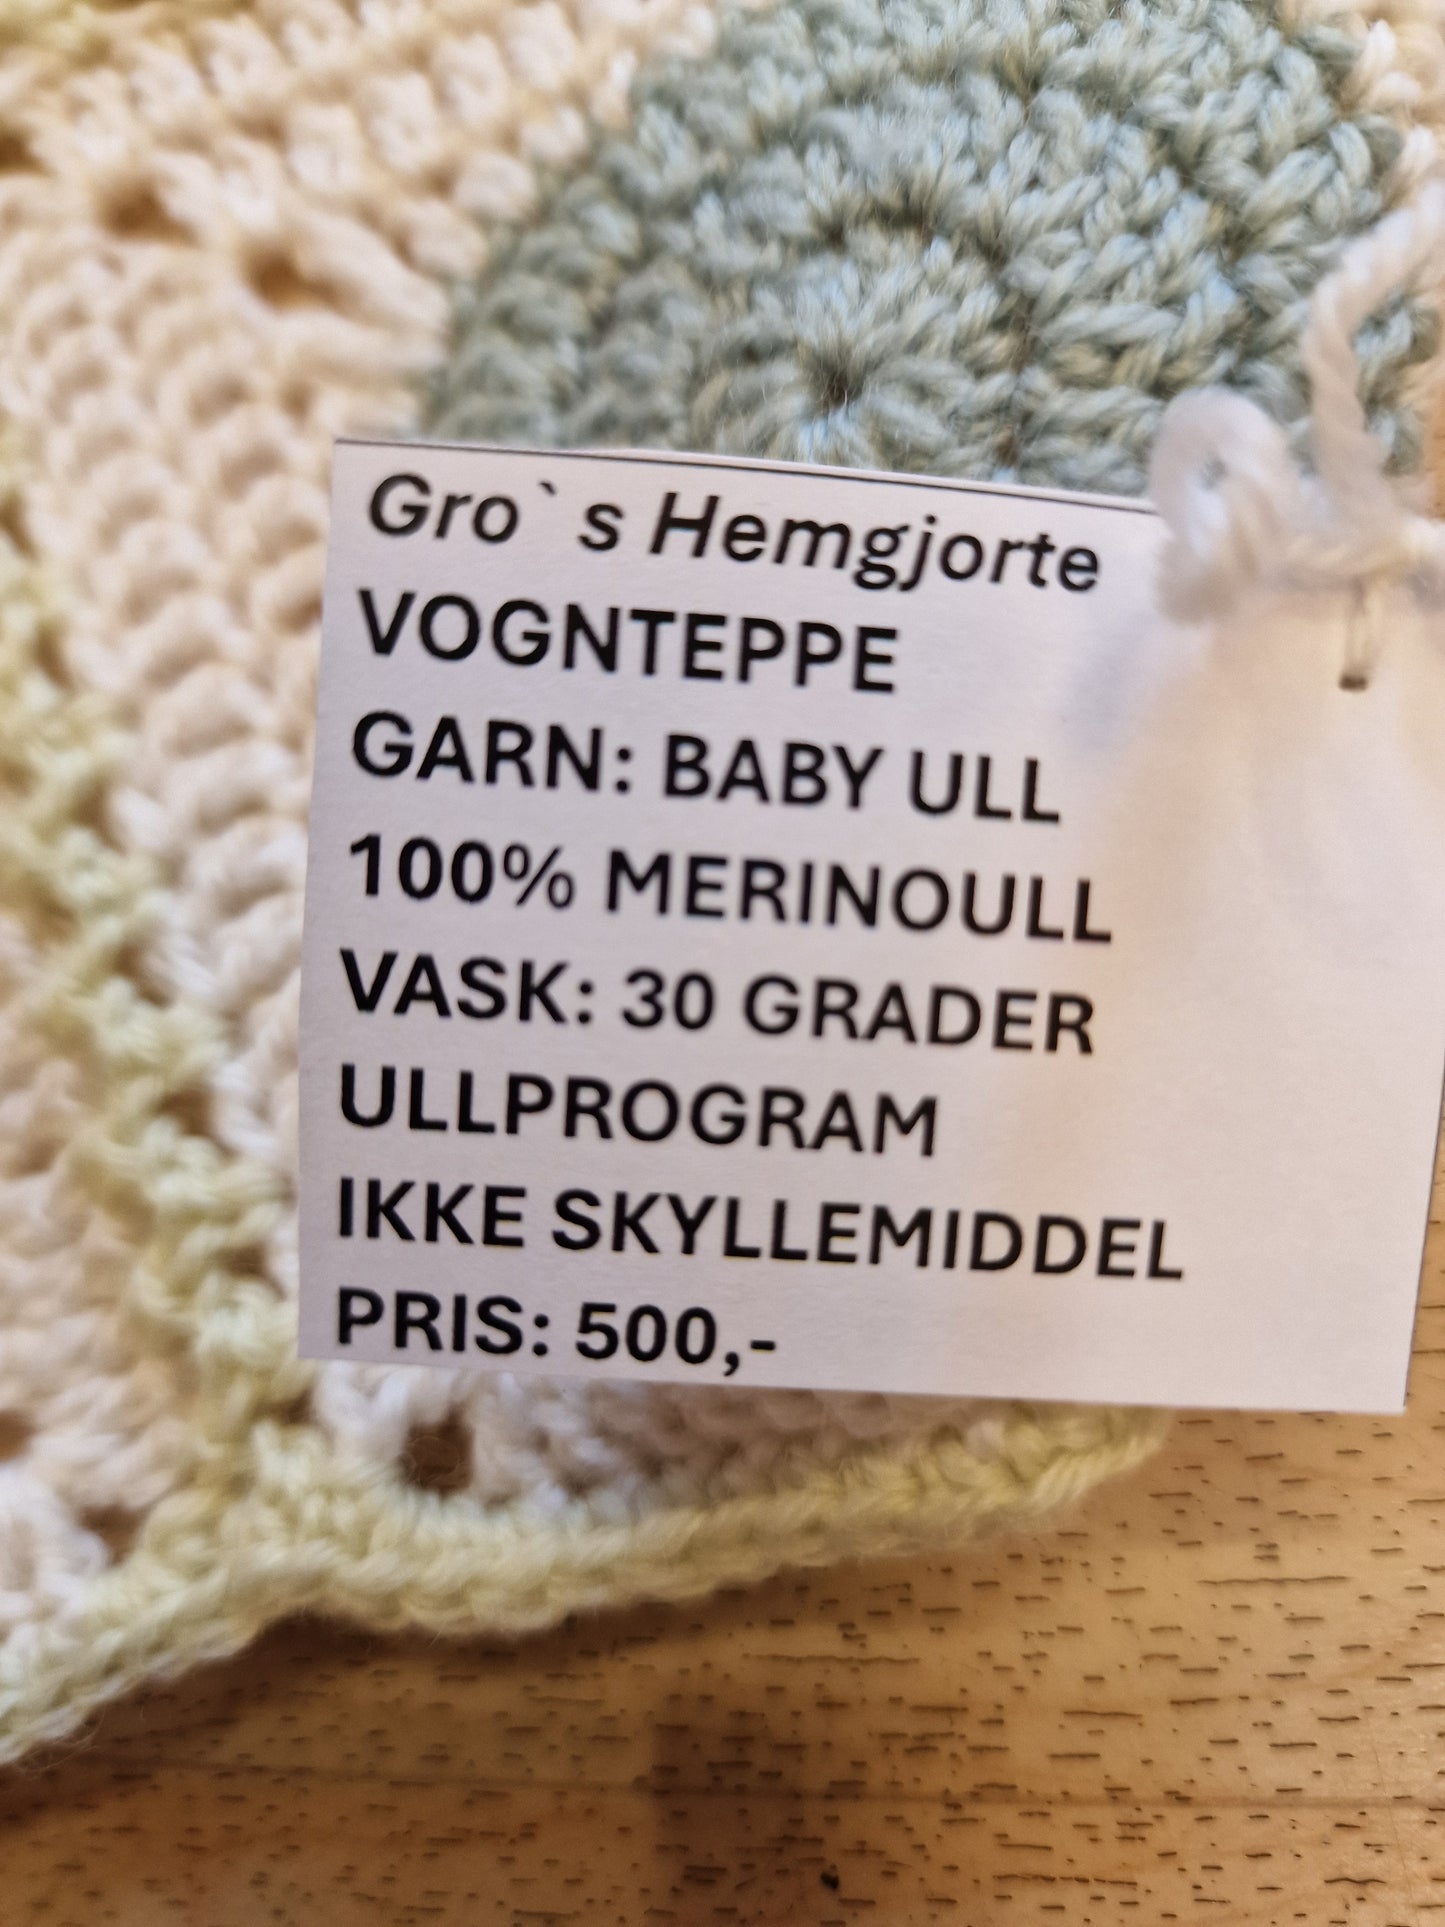 Gro`s Hemgjorte
VOGNTEPPE
GARN: BABY ULL
100% MERINOULL
VASK: 30 GRADER
ULLPROGRAM
IKKE SKYLLEMIDDEL
PRIS: 500,-